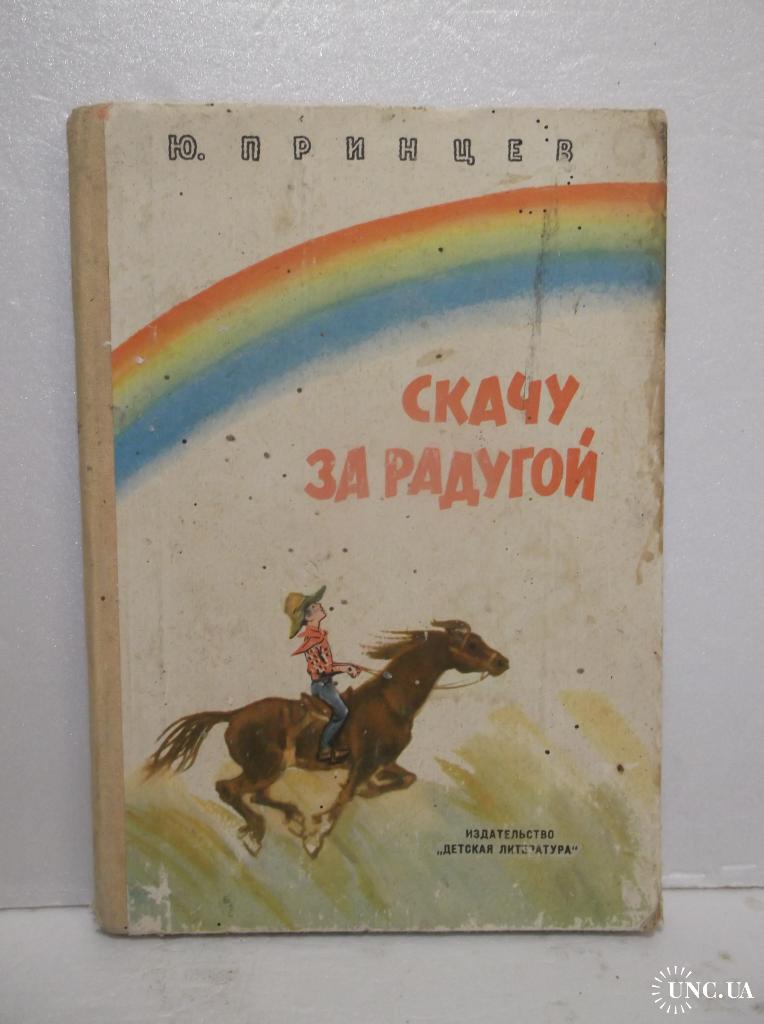 Ю. ПРИНЦЕВ
СКАЧУ
ЗА РАДУГОЙ
ИЗДАТЕЛЬСТВО
„ДЕТСКАЯ ЛИТЕРАТУРА"
UNC.UA